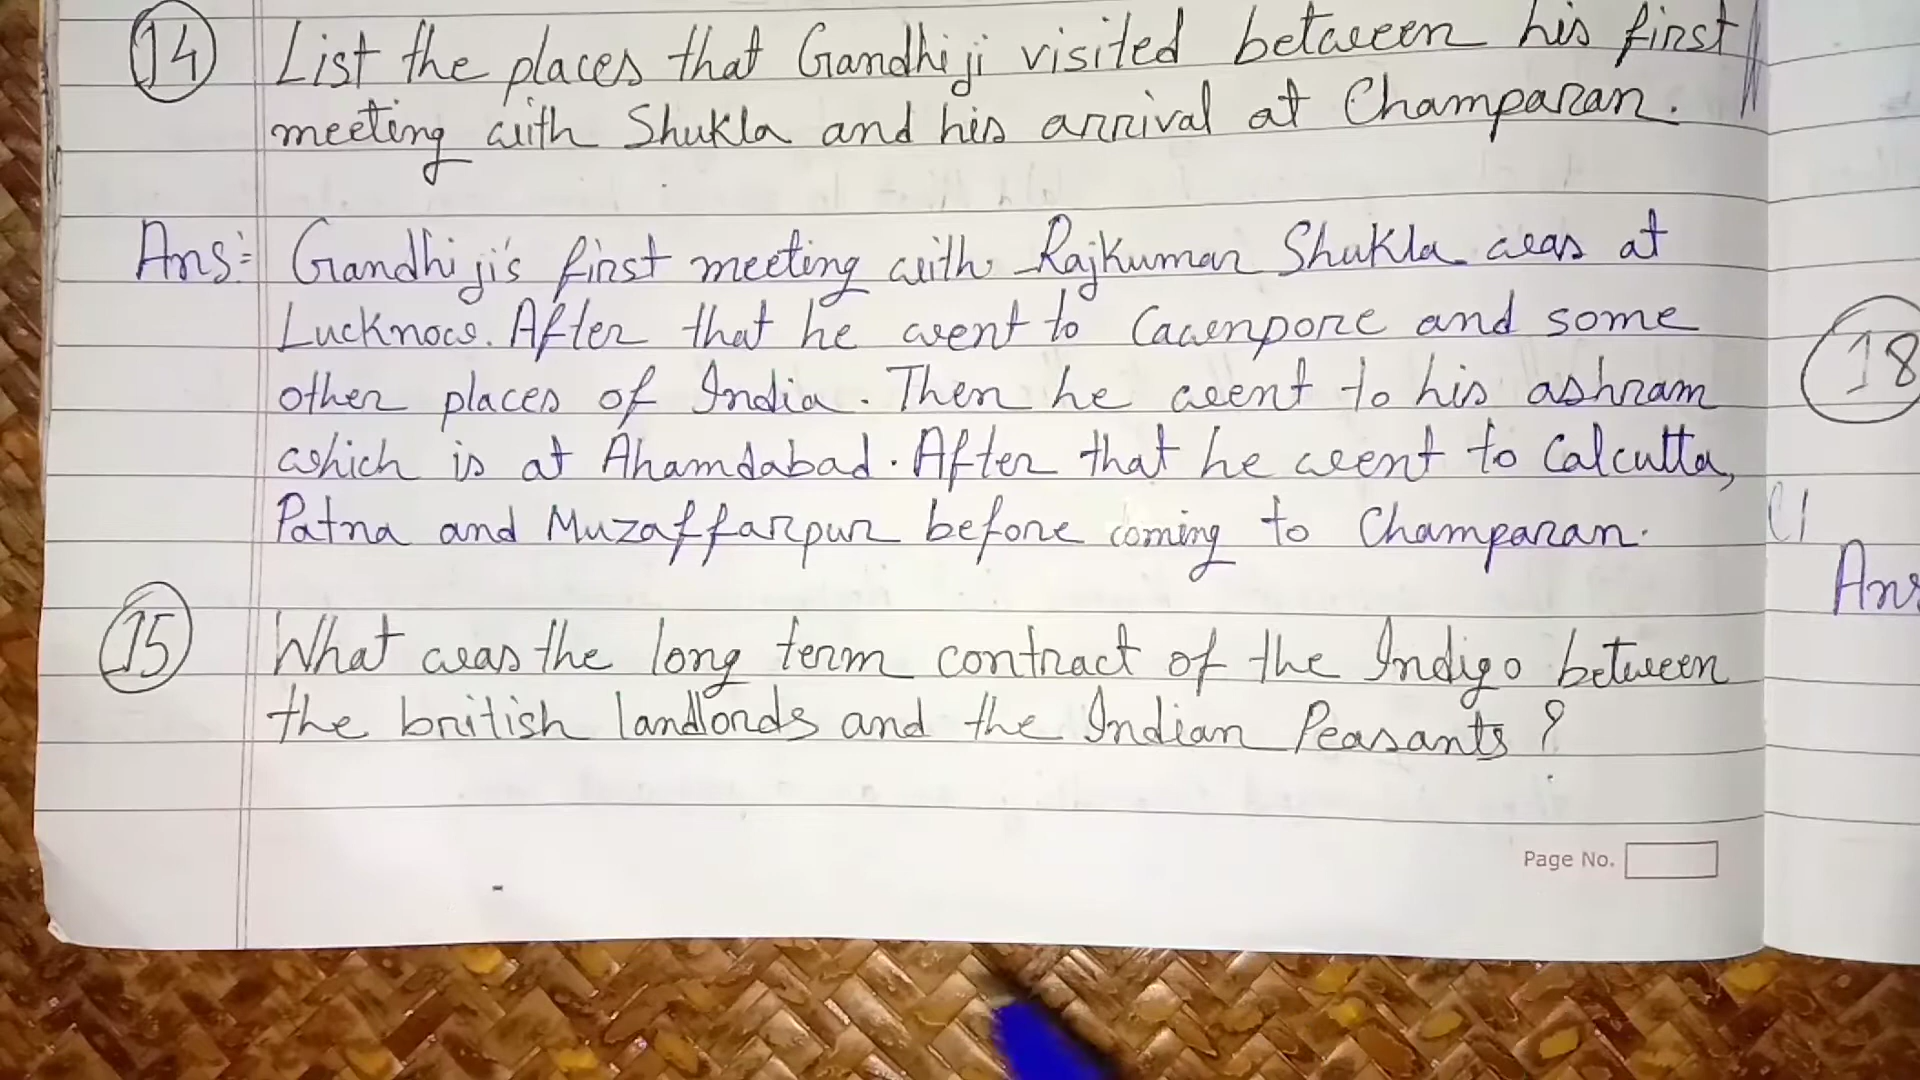 14 List the places that Gandhiji visited between his first
meeting with Shukla and his arrival at Champaran.
Ans: Gandhiji's first meeting with Rajkumar Shukla was at
Lucknow. After that he went to Cawnpore and some
other places of India. Then he went to his ashram
which is at Ahamdabad. After that he went to Calcutta,
Patna and Muzaffarpur before coming to Champaran.
15 What was the long term contract of the Indigo between
the british landlords and the Indian Peasants?
Page No.
18
Ans